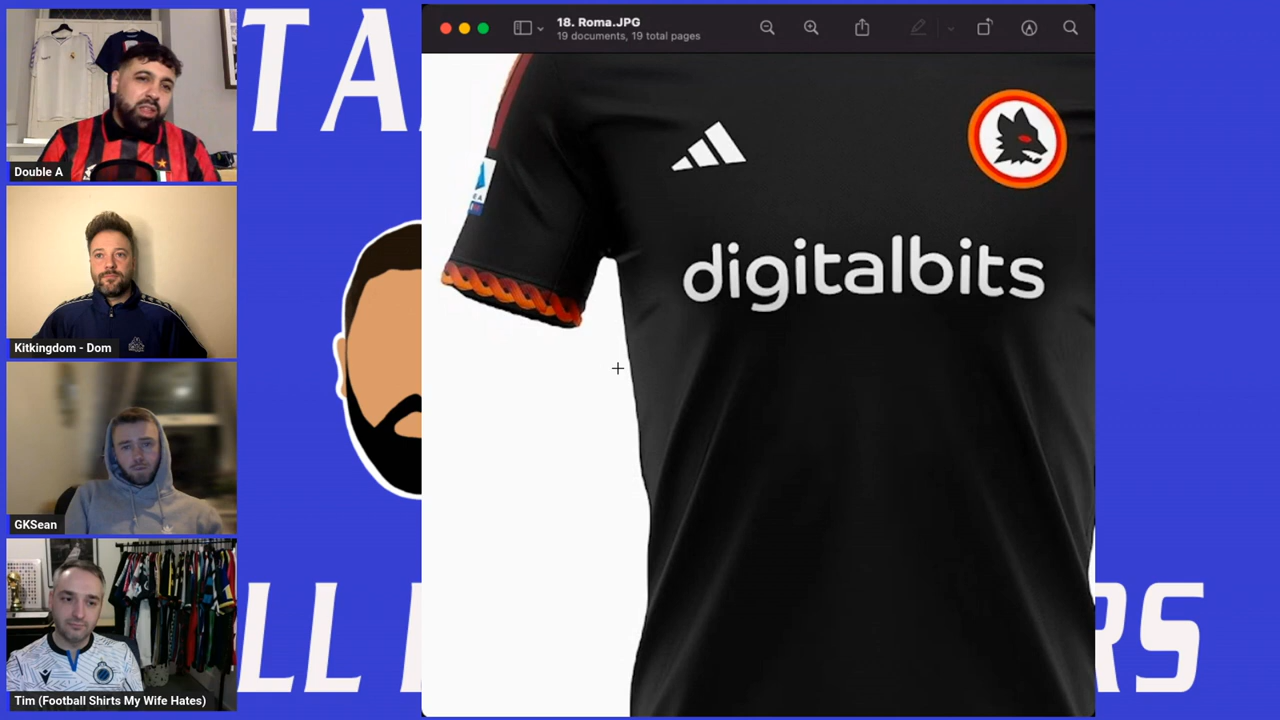 TA
18. Roma.JPG
19 documents, 19 total pages
digitalbits
Double A
Kitkingdom - Dom
GKSean
LL
RS
Tim (Football Shirts My Wife Hates)